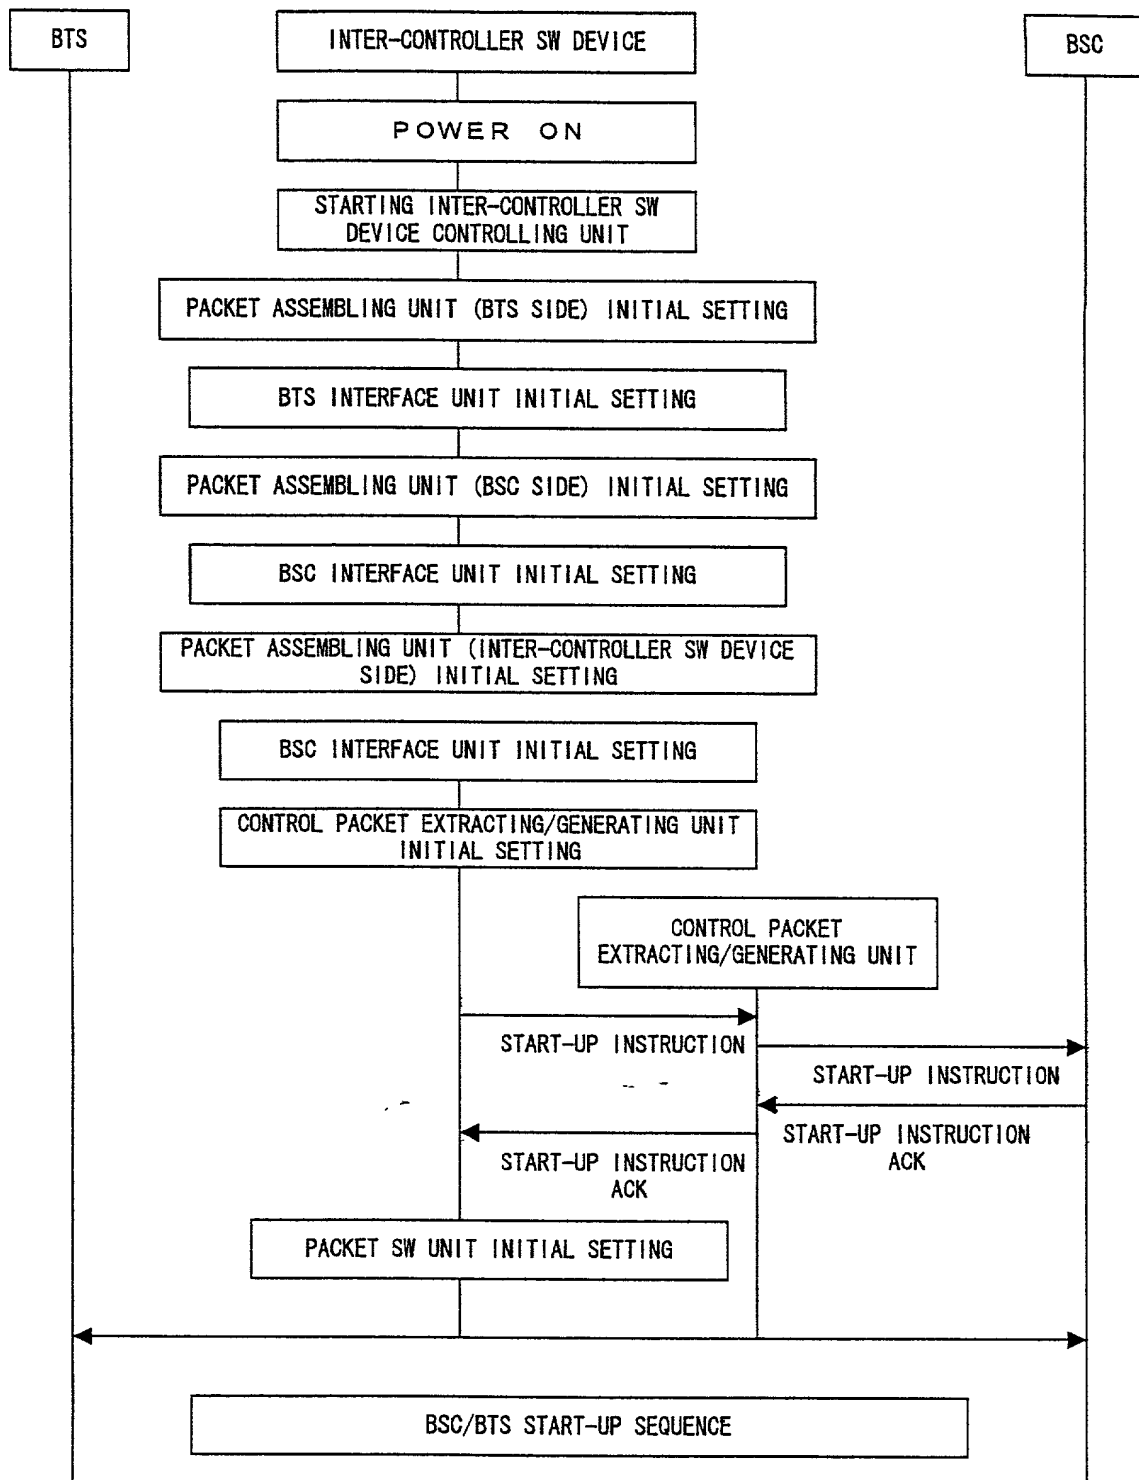 BTS
INTER-CONTROLLER SW DEVICE
BSC
POWER ON
STARTING INTER-CONTROLLER SW
DEVICE CONTROLLING UNIT
PACKET ASSEMBLING UNIT (BTS SIDE) INITIAL SETTING
BTS INTERFACE UNIT INITIAL SETTING
PACKET ASSEMBLING UNIT (BSC SIDE) INITIAL SETTING
BSC INTERFACE UNIT INITIAL SETTING
PACKET ASSEMBLING UNIT (INTER-CONTROLLER SW DEVICE
SIDE) INITIAL SETTING
BSC INTERFACE UNIT INITIAL SETTING
CONTROL PACKET EXTRACTING/GENERATING UNIT
INITIAL SETTING
CONTROL PACKET
EXTRACTING/GENERATING UNIT
START-UP INSTRUCTION
START-UP INSTRUCTION
START-UP INSTRUCTION
ACK
START-UP INSTRUCTION
ACK
PACKET SW UNIT INITIAL SETTING
BSC/BTS START-UP SEQUENCE